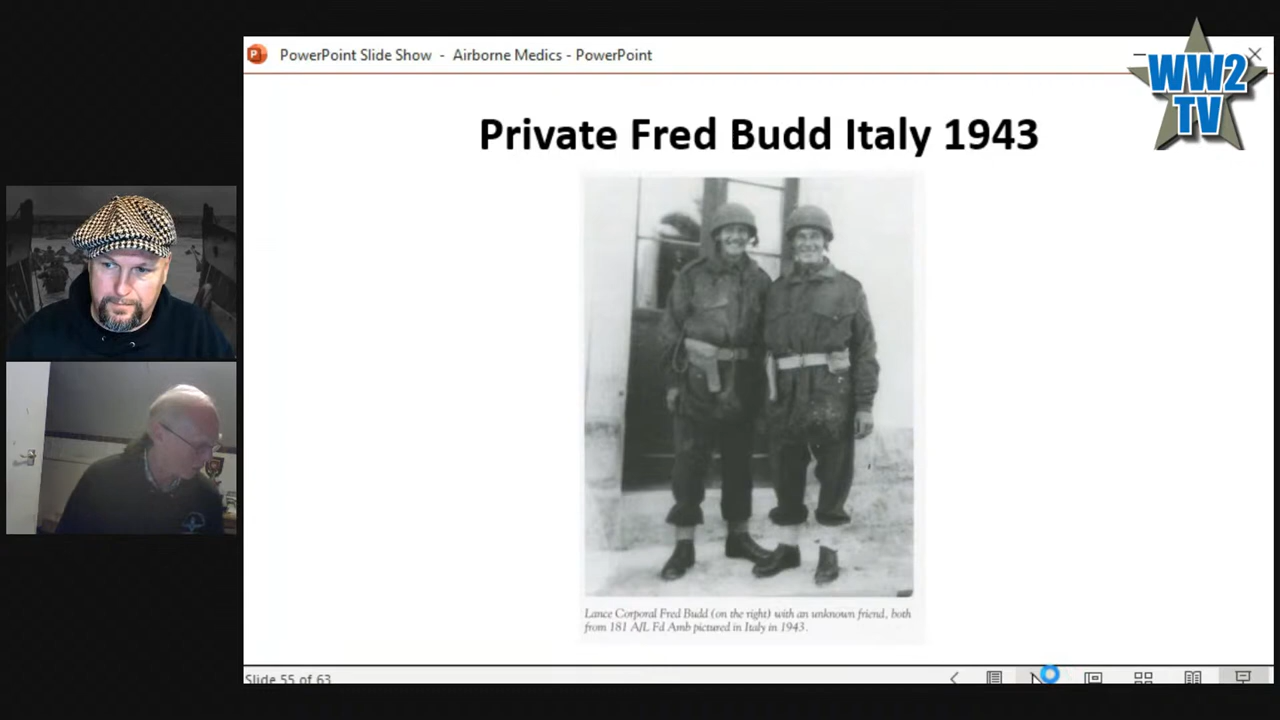 PowerPoint Slide Show - Airborne Medics - PowerPoint
WW2
TV
Private Fred Budd Italy 1943
Lance Corporal Fred Budd (on the right) with an unknown friend, both
from 181 A/L Fd Amb pictured in Italy in 1943.
Slide 55 of 63